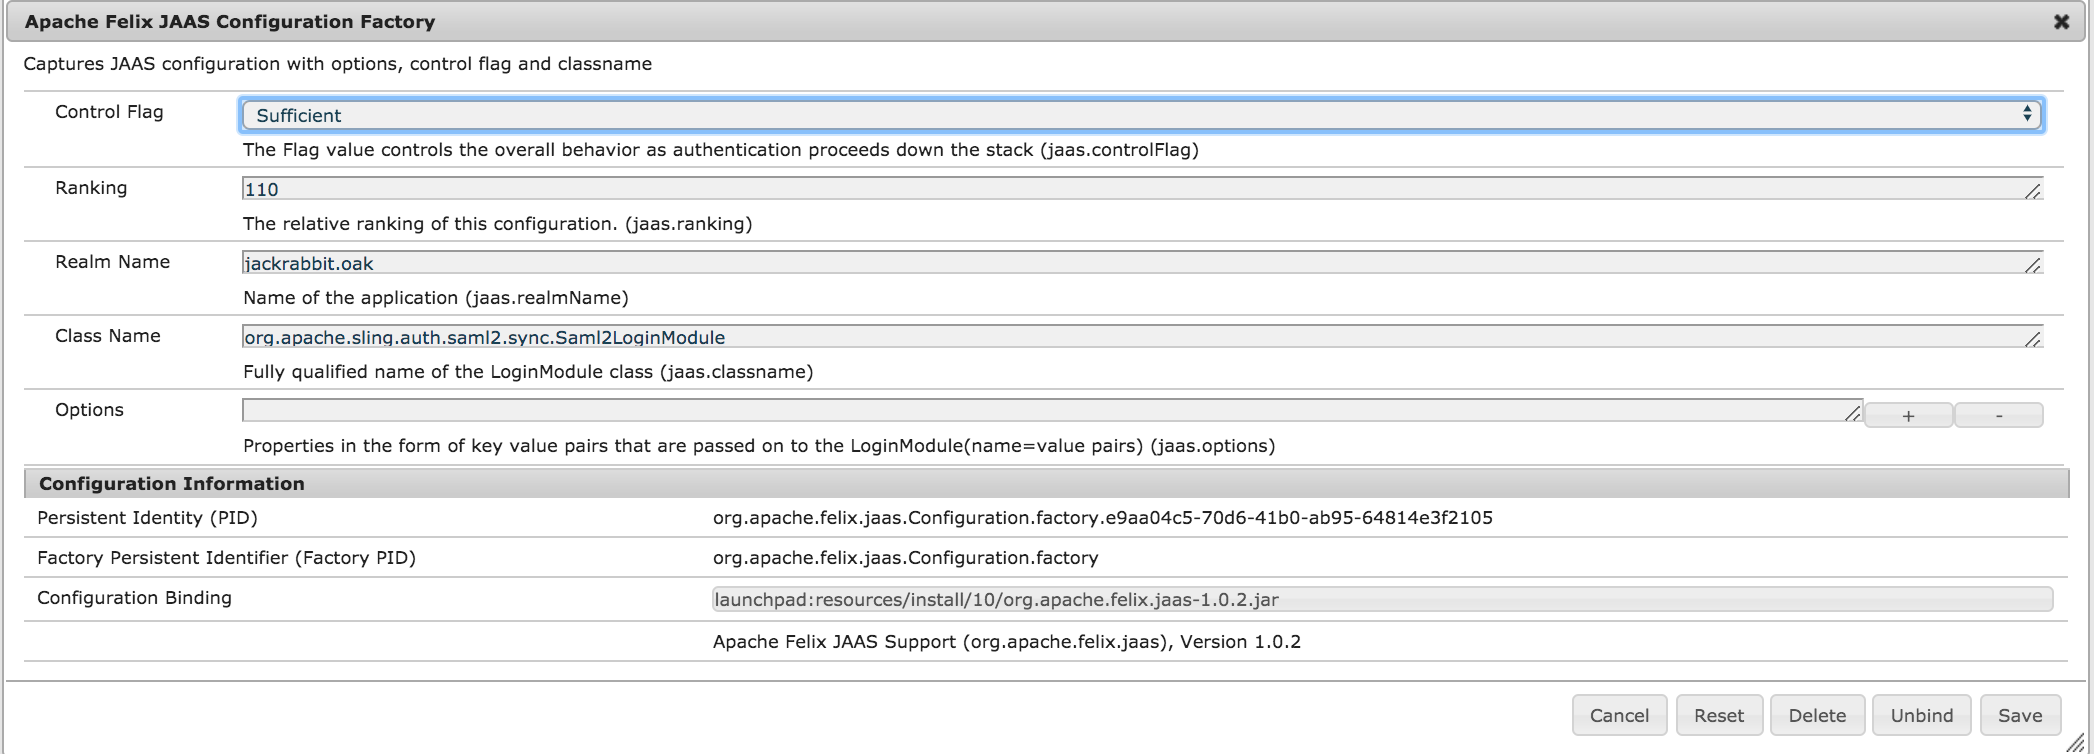 Apache Felix JAAS Configuration Factory ✖
Captures JAAS configuration with options, control flag and classname
Control Flag
Sufficient
The Flag value controls the overall behavior as authentication proceeds down the stack (jaas.controlFlag)
Ranking
110
The relative ranking of this configuration. (jaas.ranking)
Realm Name
jackrabbit.oak
Name of the application (jaas.realmName)
Class Name
org.apache.sling.auth.saml2.sync.Saml2LoginModule
Fully qualified name of the LoginModule class (jaas.classname)
Options
+ -
Properties in the form of key value pairs that are passed on to the LoginModule(name=value pairs) (jaas.options)
Configuration Information
Persistent Identity (PID) org.apache.felix.jaas.Configuration.factory.e9aa04c5-70d6-41b0-ab95-64814e3f2105
Factory Persistent Identifier (Factory PID) org.apache.felix.jaas.Configuration.factory
Configuration Binding launchpad:resources/install/10/org.apache.felix.jaas-1.0.2.jar
Apache Felix JAAS Support (org.apache.felix.jaas), Version 1.0.2
Cancel Reset Delete Unbind Save